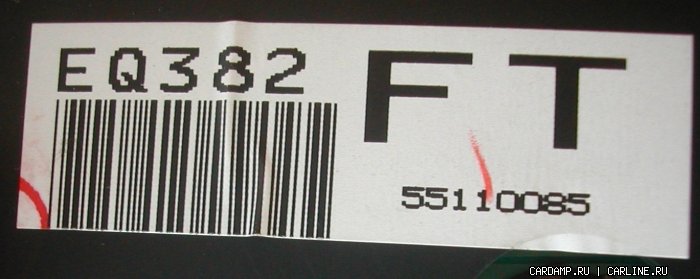 EQ382
FT
55110085
CARDAMP.RU | CARLINE.RU